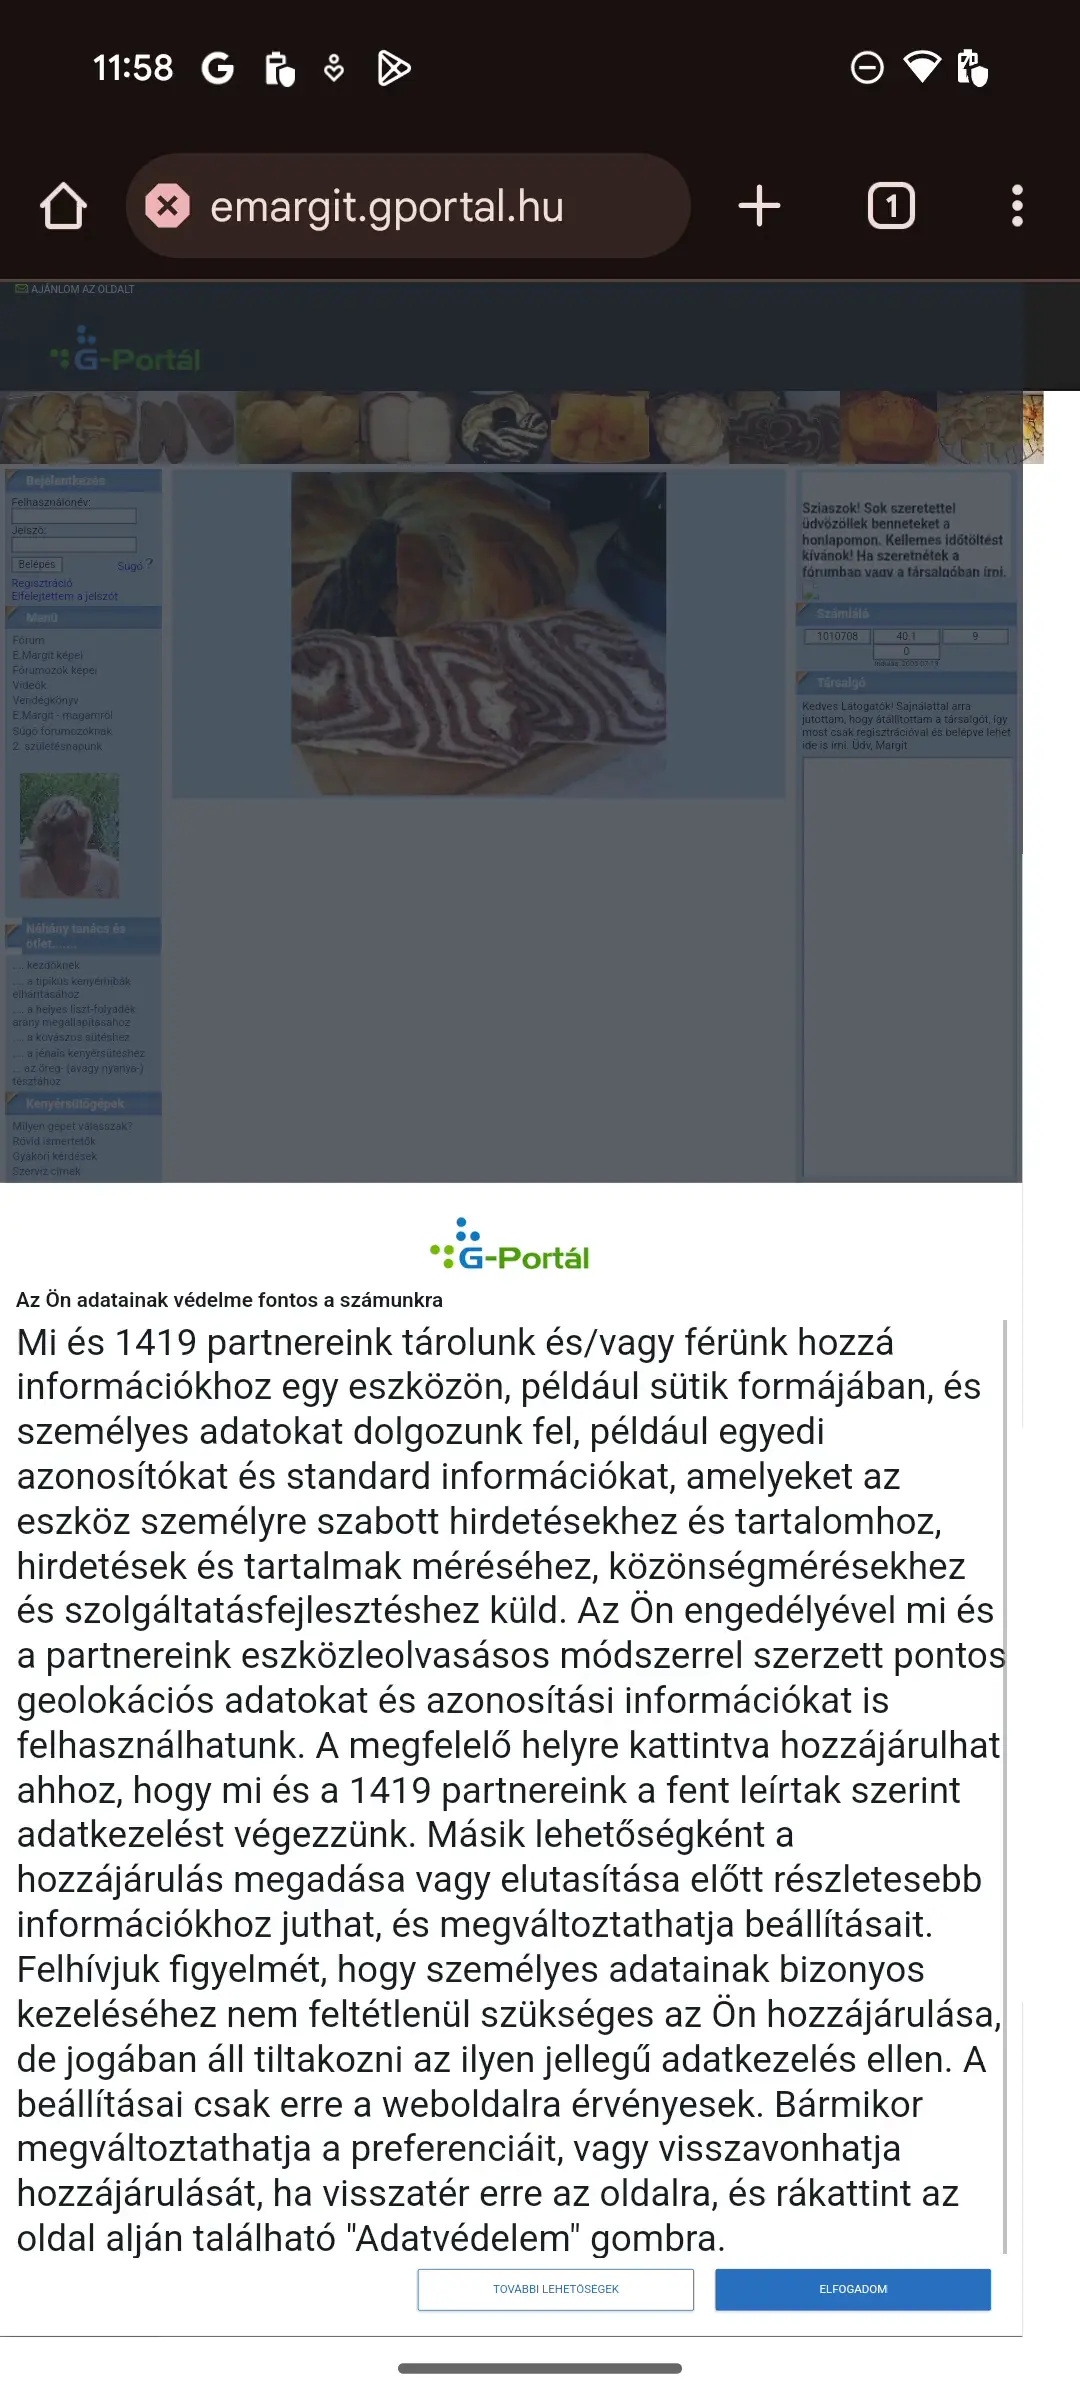 11:58
emargit.gportal.hu
1
AJÁNLOM AZ OLDALT
G-Portál
Bejelentkezés
Felhasználónév:
Jelszó:
Belépés
Súgó ?
Regisztráció
Elfelejtettem a jelszót
Menü
Fórum
E.Margit képei
Fórumozók képei
Videók
Vendégkönyv
E.Margit - magamról
Súgó fórumozóknak
2. születésnapunk
Néhány tanács és
ötlet.......
.... kezdőknek
.... a tipikus kenyérhibák
elhárításához
.... a helyes liszt-folyadék
arány megállapításához
.... a kovászos sütéshez
.... a jénais kenyérsütéshez
... az öreg- (avagy nyanya-)
tésztához
Kenyérsütőgépek
Milyen gépet válasszak?
Rövid ismertetők
Gyakori kérdések
Szerviz címek
Sziaszok! Sok szeretettel
üdvözöllek benneteket a
honlapomon. Kellemes időtöltést
kívánok! Ha szeretnétek a
fórumban vagy a társalgóban írni,
Számláló
1010708
40.1
9
0
Társalgó
Kedves Látogatók! Sajnálattal arra
jutottam, hogy átállítottam a társalgót, így
most csak regisztrációval és belépve lehet
ide is írni. Üdv, Margit
G-Portál
Az Ön adatainak védelme fontos a számunkra
Mi és 1419 partnereink tárolunk és/vagy férünk hozzá
információkhoz egy eszközön, például sütik formájában, és
személyes adatokat dolgozunk fel, például egyedi
azonosítókat és standard információkat, amelyeket az
eszköz személyre szabott hirdetésekhez és tartalomhoz,
hirdetések és tartalmak méréséhez, közönségmérésekhez
és szolgáltatásfejlesztéshez küld. Az Ön engedélyével mi és
a partnereink eszközleolvasásos módszerrel szerzett pontos
geolokációs adatokat és azonosítási információkat is
felhasználhatunk. A megfelelő helyre kattintva hozzájárulhat
ahhoz, hogy mi és a 1419 partnereink a fent leírtak szerint
adatkezelést végezzünk. Másik lehetőségként a
hozzájárulás megadása vagy elutasítása előtt részletesebb
információkhoz juthat, és megváltoztathatja beállításait.
Felhívjuk figyelmét, hogy személyes adatainak bizonyos
kezeléséhez nem feltétlenül szükséges az Ön hozzájárulása,
de jogában áll tiltakozni az ilyen jellegű adatkezelés ellen. A
beállításai csak erre a weboldalra érvényesek. Bármikor
megváltoztathatja a preferenciáit, vagy visszavonhatja
hozzájárulását, ha visszatér erre az oldalra, és rákattint az
oldal alján található "Adatvédelem" gombra.
TOVÁBBI LEHETŐSÉGEK
ELFOGADOM